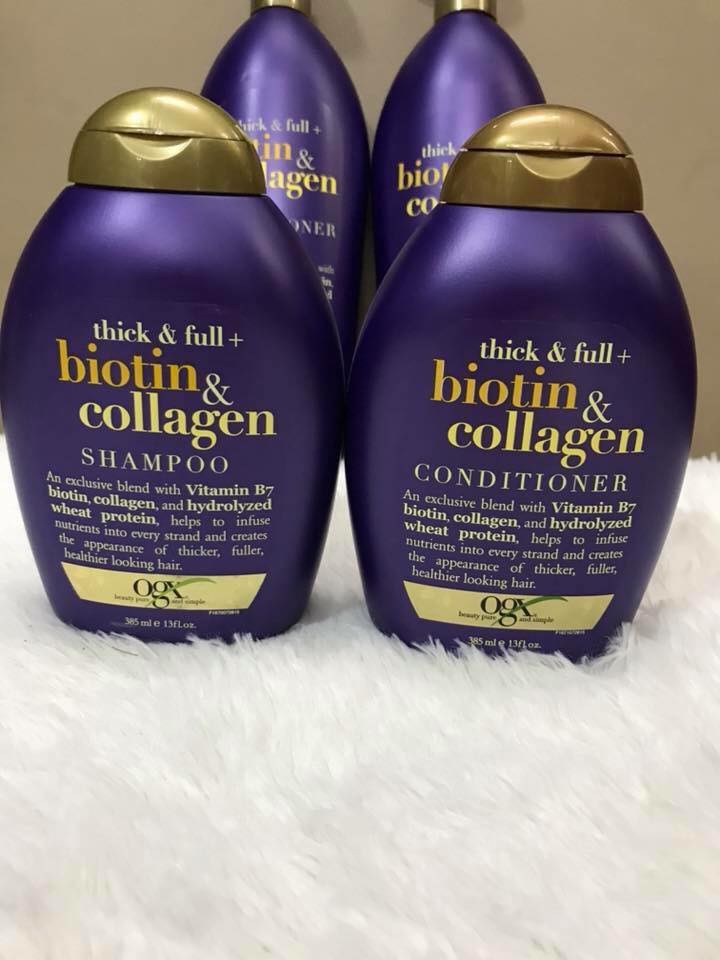 thick & full +
in &
agen
ONER
with
thick
biot
co
thick & full +
biotin &
collagen
SHAMPOO
An exclusive blend with Vitamin B7
biotin, collagen, and hydrolyzed
wheat protein, helps to infuse
nutrients into every strand and creates
the appearance of thicker, fuller,
healthier looking hair.
ogx
beauty pure and simple
385 ml e 13fl.oz.
thick & full +
biotin &
collagen
CONDITIONER
An exclusive blend with Vitamin B7
biotin, collagen, and hydrolyzed
wheat protein, helps to infuse
nutrients into every strand and creates
the appearance of thicker, fuller,
healthier looking hair.
ogx
beauty pure and simple
385 ml e 13fl.oz.